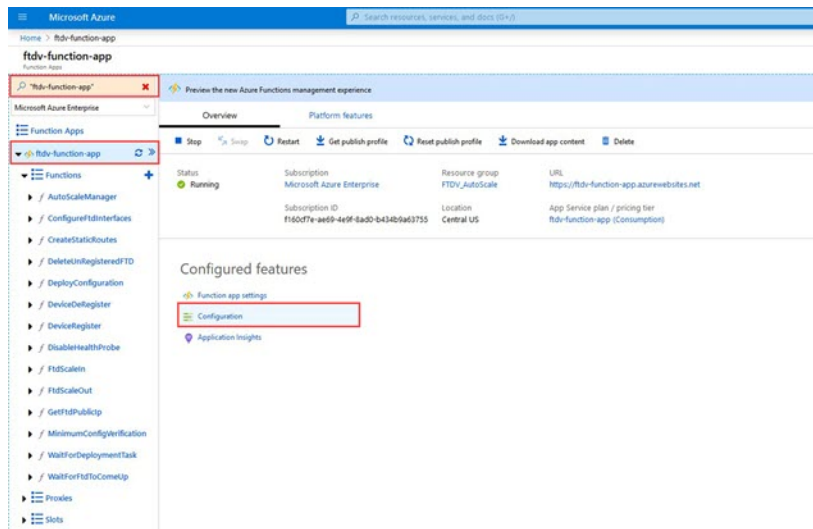 Microsoft Azure
Search resources, services, and docs (G+/)
Home > ftdv-function-app
ftdv-function-app
Function Apps
"ftdv-function-app"
Microsoft Azure Enterprise
Function Apps
ftdv-function-app
Functions
AutoScaleManager
ConfigureFtdInterfaces
CreateStaticRoutes
DeleteUnRegisteredFTD
DeployConfiguration
DeviceDeRegister
DeviceRegister
DisableHealthProbe
FtdScaleIn
FtdScaleOut
GetFtdPublicIp
MinimumConfigVerification
WaitForDeploymentTask
WaitForFtdToComeUp
Proxies
Slots
Preview the new Azure Functions management experience
Overview Platform features
Stop Swap Restart Get publish profile Reset publish profile Download app content Delete
Status Subscription Resource group URL
Running Microsoft Azure Enterprise FTDV_AutoScale https://ftdv-function-app.azurewebsites.net
Subscription ID Location App Service plan / pricing tier
f160cf7e-ae69-4e9f-8ad0-b434b9a63755 Central US ftdv-function-app (Consumption)
Configured features
Function app settings
Configuration
Application Insights